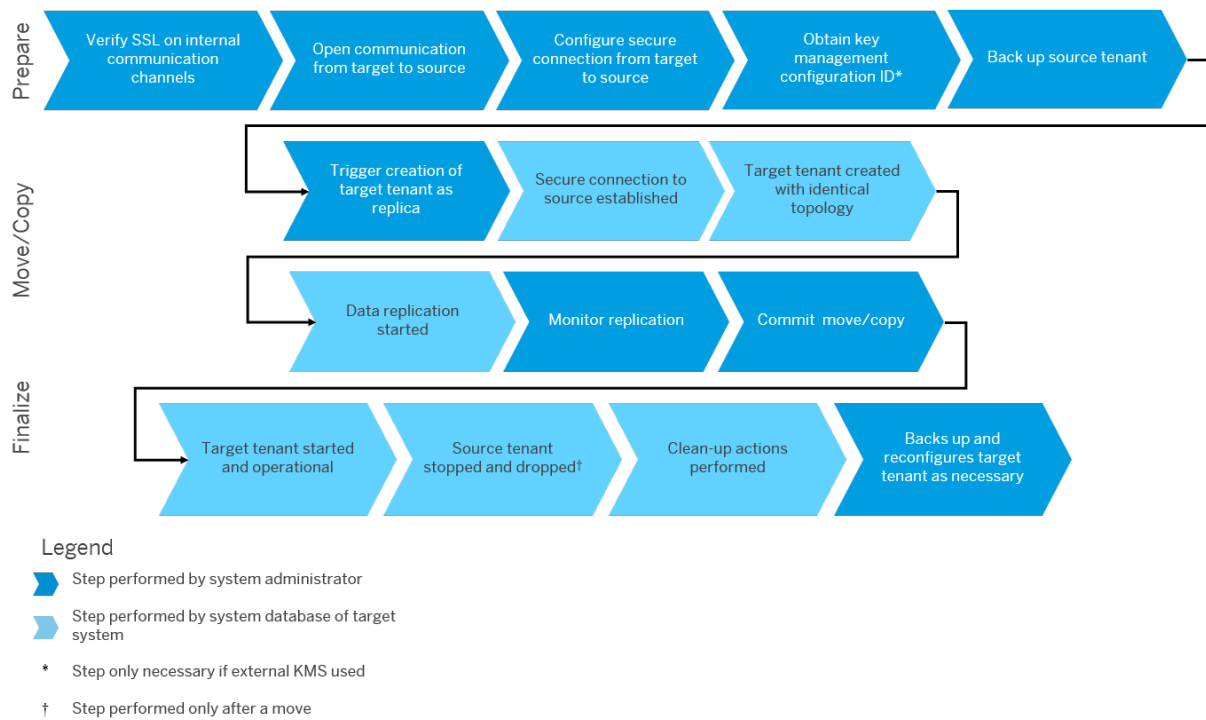 Prepare
Verify SSL on internal
communication
channels
Open communication
from target to source
Configure secure
connection from target
to source
Obtain key
management
configuration ID*
Back up source tenant
Move/Copy
Trigger creation of
target tenant as
replica
Secure connection to
source established
Target tenant created
with identical
topology
Data replication
started
Monitor replication
Commit move/copy
Finalize
Target tenant started
and operational
Source tenant
stopped and dropped†
Clean-up actions
performed
Backs up and
reconfigures target
tenant as necessary
Legend
Step performed by system administrator
Step performed by system database of target
system
* Step only necessary if external KMS used
† Step performed only after a move